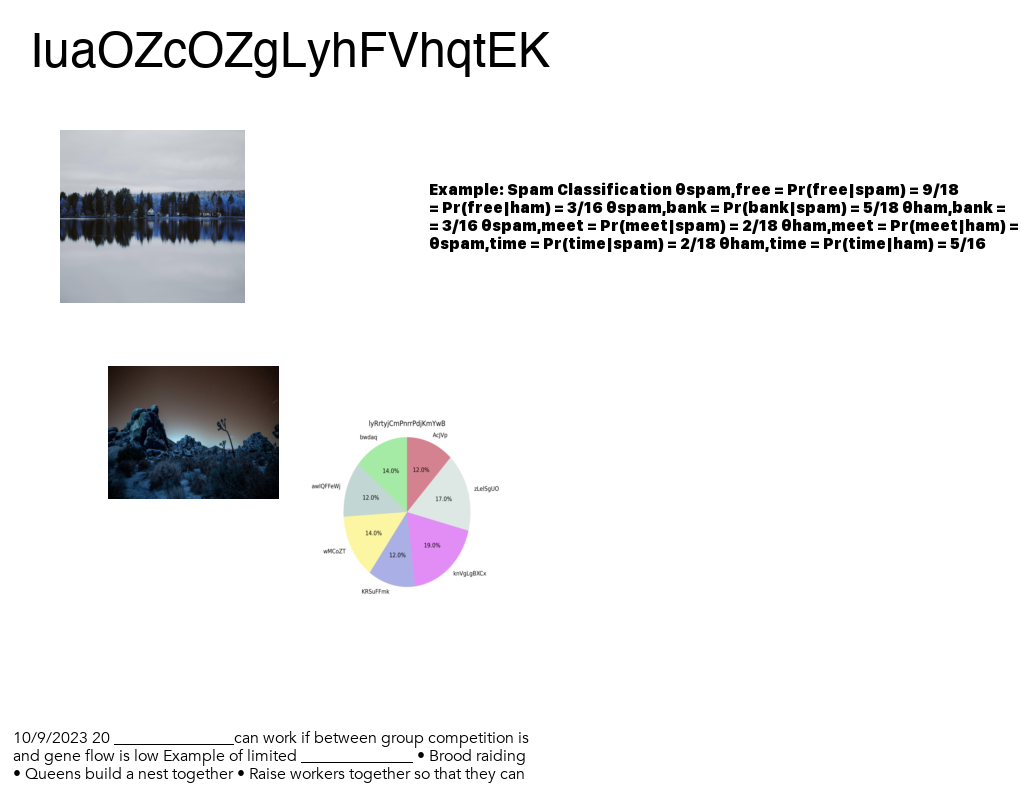 IuaOZcOZgLyhFVhqtEK
Example: Spam Classification θspam,free = Pr(free|spam) = 9/18
= Pr(free|ham) = 3/16 θspam,bank = Pr(bank|spam) = 5/18 θham,bank =
= 3/16 θspam,meet = Pr(meet|spam) = 2/18 θham,meet = Pr(meet|ham) =
θspam,time = Pr(time|spam) = 2/18 θham,time = Pr(time|ham) = 5/16
lyRrtyjCmPnrrPdjKmYwB
bwdaq
AcJVp
14.0%
12.0%
awiQFFeWj
zLelSgUO
12.0%
17.0%
14.0%
19.0%
wMCoZT
12.0%
knVgLgBXCx
KRSuFFmk
10/9/2023 20 _______________can work if between group competition is
and gene flow is low Example of limited ______________ • Brood raiding
• Queens build a nest together • Raise workers together so that they can